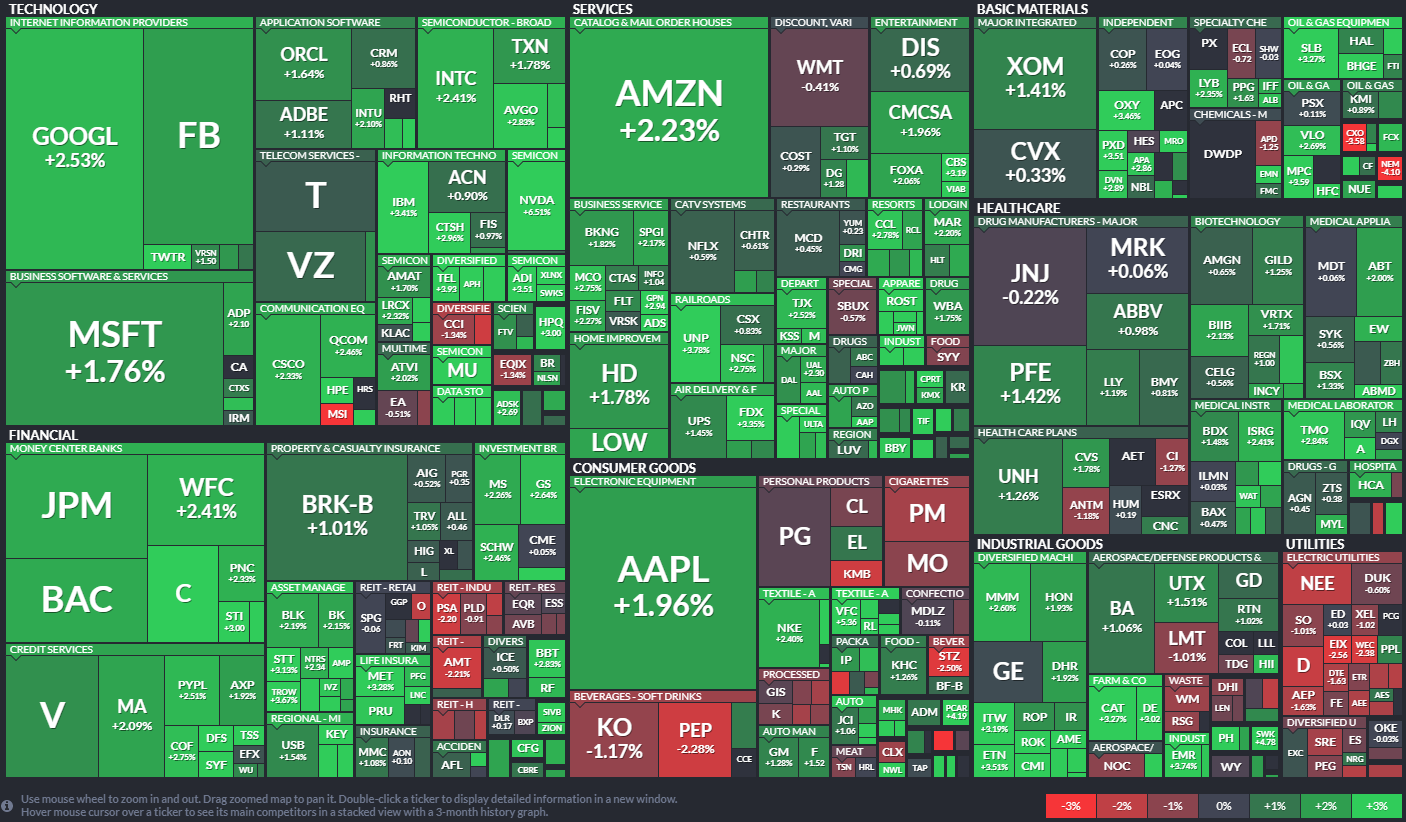 TECHNOLOGY
INTERNET INFORMATION PROVIDERS
GOOGL
+2.53%
FB
TWTR
VRSN
+1.50
APPLICATION SOFTWARE
ORCL
+1.64%
CRM
+0.86%
ADBE
+1.11%
INTU
+2.10%
RHT
SEMICONDUCTOR - BROAD
INTC
+2.41%
TXN
+1.78%
AVGO
+2.83%
BUSINESS SOFTWARE & SERVICES
MSFT
+1.76%
ADP
+2.10
CA
CTXS
IRM
TELECOM SERVICES -
T
VZ
INFORMATION TECHNO
IBM
+3.41%
ACN
+0.90%
CTSH
+2.96%
FIS
+0.97%
SEMICON
NVDA
+6.51%
COMMUNICATION EQ
CSCO
+2.33%
QCOM
+2.46%
HPE
HRS
MSI
SEMICON
AMAT
+1.70%
LRCX
+2.32%
KLAC
DIVERSIFIED
TEL
+3.93
APH
SEMICON
ADI
+3.51
XLNX
SWKS
DIVERSIFIE
CCI
-1.34%
SCIEN
FTV
HPQ
+3.00
MULTIME
ATVI
+2.02%
EA
-0.51%
SEMICON
MU
EQIX
-1.34%
BR
NLSN
DATA STO
ADSK
+2.69
SERVICES
CATALOG & MAIL ORDER HOUSES
AMZN
+2.23%
DISCOUNT, VARI
WMT
-0.41%
COST
+0.29%
TGT
+1.10%
DG
+1.28
ENTERTAINMENT
DIS
+0.69%
CMCSA
+1.96%
FOXA
+2.06%
CBS
+3.19
VIAB
BUSINESS SERVICE
BKNG
+1.82%
SPGI
+2.17%
MCO
+2.75%
CTAS
INFO
+1.04
FISV
+2.27%
FLT
GPN
+2.94
VRSK
ADS
CATV SYSTEMS
NFLX
+0.59%
CHTR
+0.61%
RESTAURANTS
MCD
+0.45%
YUM
+0.23
DRI
CMG
RESORTS
CCL
+2.78%
RCL
LODGIN
MAR
+2.20%
HLT
RAILROADS
UNP
+3.78%
CSX
+0.83%
NSC
+2.75%
DEPART
TJX
+2.52%
KSS
M
SPECIAL
SBUX
-0.57%
APPARE
ROST
JWN
DRUG
WBA
+1.75%
HOME IMPROVEM
HD
+1.78%
LOW
MAJOR
DAL
UAL
+2.30
AAL
DRUGS
ABC
CAH
INDUST
FOOD
SYY
AIR DELIVERY & F
UPS
+1.45%
FDX
+3.35%
SPECIAL
ULTA
AUTO P
AZO
AAP
REGION
LUV
CPRT
KMX
KR
TIF
BBY
BASIC MATERIALS
MAJOR INTEGRATED
XOM
+1.41%
CVX
+0.33%
INDEPENDENT
COP
+0.26%
EOG
+0.04%
OXY
+3.46%
APC
PXD
+3.51
HES
MRO
APA
+2.86
DVN
+2.89
NBL
SPECIALTY CHE
PX
ECL
-0.72
SHW
-0.03
LYB
+2.35%
PPG
+1.63
IFF
ALB
CHEMICALS - M
DWDP
APD
-1.25
EMN
FMC
OIL & GAS EQUIPMEN
SLB
+3.27%
HAL
BHGE
FTI
OIL & GA
PSX
+0.11%
VLO
+2.69%
MPC
+3.59
HFC
OIL & GAS
KMI
+0.89%
CXO
-3.58
FCX
CF
NEM
-4.10
NUE
HEALTHCARE
DRUG MANUFACTURERS - MAJOR
JNJ
-0.22%
MRK
+0.06%
ABBV
+0.98%
PFE
+1.42%
LLY
+1.19%
BMY
+0.81%
BIOTECHNOLOGY
AMGN
+0.65%
GILD
+1.25%
BIIB
+2.13%
VRTX
+1.71%
CELG
+0.56%
REGN
+1.00
INCY
MEDICAL APPLIA
MDT
+0.06%
ABT
+2.00%
SYK
+0.56%
EW
BSX
+1.33%
ZBH
ABMD
HEALTH CARE PLANS
UNH
+1.26%
CVS
+1.78%
AET
CI
-1.27%
ANTM
-1.18%
HUM
+0.19
ESRX
CNC
MEDICAL INSTR
BDX
+1.48%
ISRG
+2.41%
ILMN
+0.03%
WAT
BAX
+0.47%
MEDICAL LABORATOR
TMO
+2.84%
IQV
LH
A
DGX
DRUGS - G
AGN
+0.45
ZTS
+0.38
MYL
HOSPITA
HCA
FINANCIAL
MONEY CENTER BANKS
JPM
WFC
+2.41%
BAC
C
PNC
+2.33%
STI
+3.00
PROPERTY & CASUALTY INSURANCE
BRK-B
+1.01%
AIG
+0.52%
PGR
+0.35
TRV
+1.05%
ALL
+0.46
HIG
XL
L
INVESTMENT BR
MS
+2.26%
GS
+2.64%
SCHW
+2.46%
CME
+0.05%
CREDIT SERVICES
V
MA
+2.09%
PYPL
+2.51%
AXP
+1.92%
COF
+2.75%
DFS
TSS
SYF
EFX
WU
ASSET MANAGE
BLK
+2.19%
BK
+2.15%
STT
+3.13%
NTRS
+2.34
AMP
TROW
+3.67%
IVZ
REIT - RETAI
SPG
-0.06
GGP
O
FRT
KIM
REIT - INDU
PSA
-2.20
PLD
-0.91
REIT - RES
EQR
ESS
AVB
LIFE INSURA
MET
+3.28%
PFG
LNC
PRU
REIT -
AMT
-2.21%
DIVERS
ICE
+0.50%
BBT
+2.83%
RF
REGIONAL - MI
USB
+1.54%
KEY
INSURANCE
MMC
+1.08%
AON
+0.10
REIT - H
REIT -
DLR
+0.17
BXP
SIVB
ZION
ACCIDEN
AFL
CFG
CBRE
CONSUMER GOODS
ELECTRONIC EQUIPMENT
AAPL
+1.96%
PERSONAL PRODUCTS
PG
CL
EL
KMB
CIGARETTES
PM
MO
TEXTILE - A
NKE
+2.40%
TEXTILE - A
VFC
+5.36
RL
CONFECTIO
MDLZ
-0.11%
BEVERAGES - SOFT DRINKS
KO
-1.17%
PEP
-2.28%
CCE
PROCESSED
GIS
K
PACKA
IP
FOOD -
KHC
+1.26%
BEVER
STZ
-2.50%
BF-B
AUTO MAN
GM
+1.28%
F
+1.52
AUTO
JCI
+1.06
MHK
ADM
PCAR
+4.19
MEAT
TSN
HRL
CLX
NWL
TAP
INDUSTRIAL GOODS
DIVERSIFIED MACHI
MMM
+2.60%
HON
+1.93%
GE
DHR
+1.92%
ITW
+3.19%
ROP
IR
ETN
+3.51%
ROK
AME
CMI
AEROSPACE/DEFENSE PRODUCTS &
BA
+1.06%
UTX
+1.51%
GD
RTN
+1.02%
LMT
-1.01%
COL
LLL
TDG
HII
FARM & CO
CAT
+3.27%
DE
+3.02
WASTE
WM
RSG
DHI
LEN
AEROSPACE/
NOC
INDUST
EMR
+3.74%
PH
SWK
+4.78
WY
UTILITIES
ELECTRIC UTILITIES
NEE
DUK
-0.60%
SO
-1.01%
ED
+0.03
XEL
-1.02
PCG
D
EIX
-2.56
WEC
-2.38
PPL
DTE
-1.63
ETR
AEP
-1.63%
FE
AEE
AES
DIVERSIFIED U
EXC
SRE
ES
PEG
NRG
OKE
-0.03%
Use mouse wheel to zoom in and out. Drag zoomed map to pan it. Double-click a ticker to display detailed information in a new window.
Hover mouse cursor over a ticker to see its main competitors in a stacked view with a 3-month history graph.
-3% -2% -1% 0% +1% +2% +3%